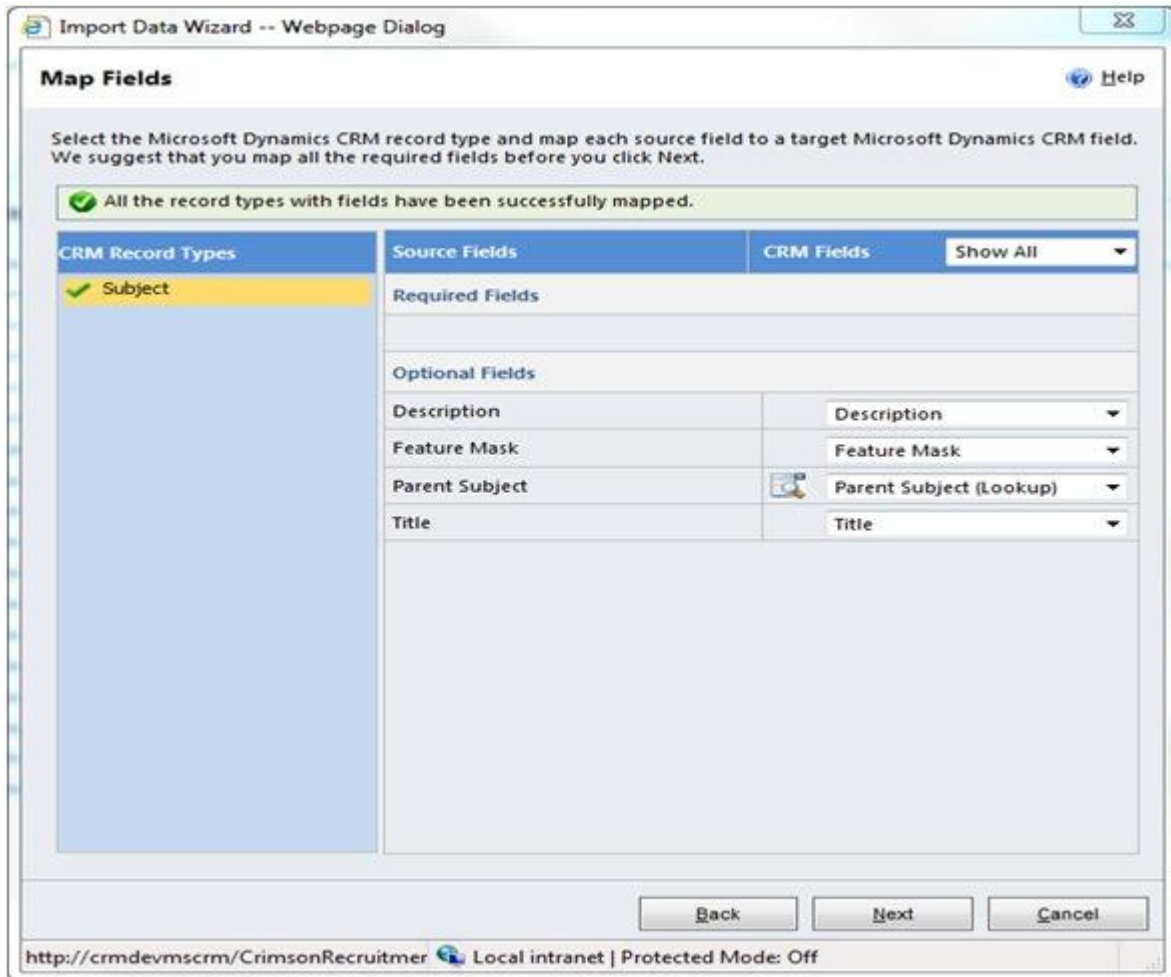 Import Data Wizard -- Webpage Dialog
Map Fields
Help
Select the Microsoft Dynamics CRM record type and map each source field to a target Microsoft Dynamics CRM field.
We suggest that you map all the required fields before you click Next.
All the record types with fields have been successfully mapped.
CRM Record Types
Source Fields
CRM Fields
Show All
Subject
Required Fields
Optional Fields
Description
Description
Feature Mask
Feature Mask
Parent Subject
Parent Subject (Lookup)
Title
Title
Back
Next
Cancel
http://crmdevmscrm/CrimsonRecruitmer
Local intranet | Protected Mode: Off